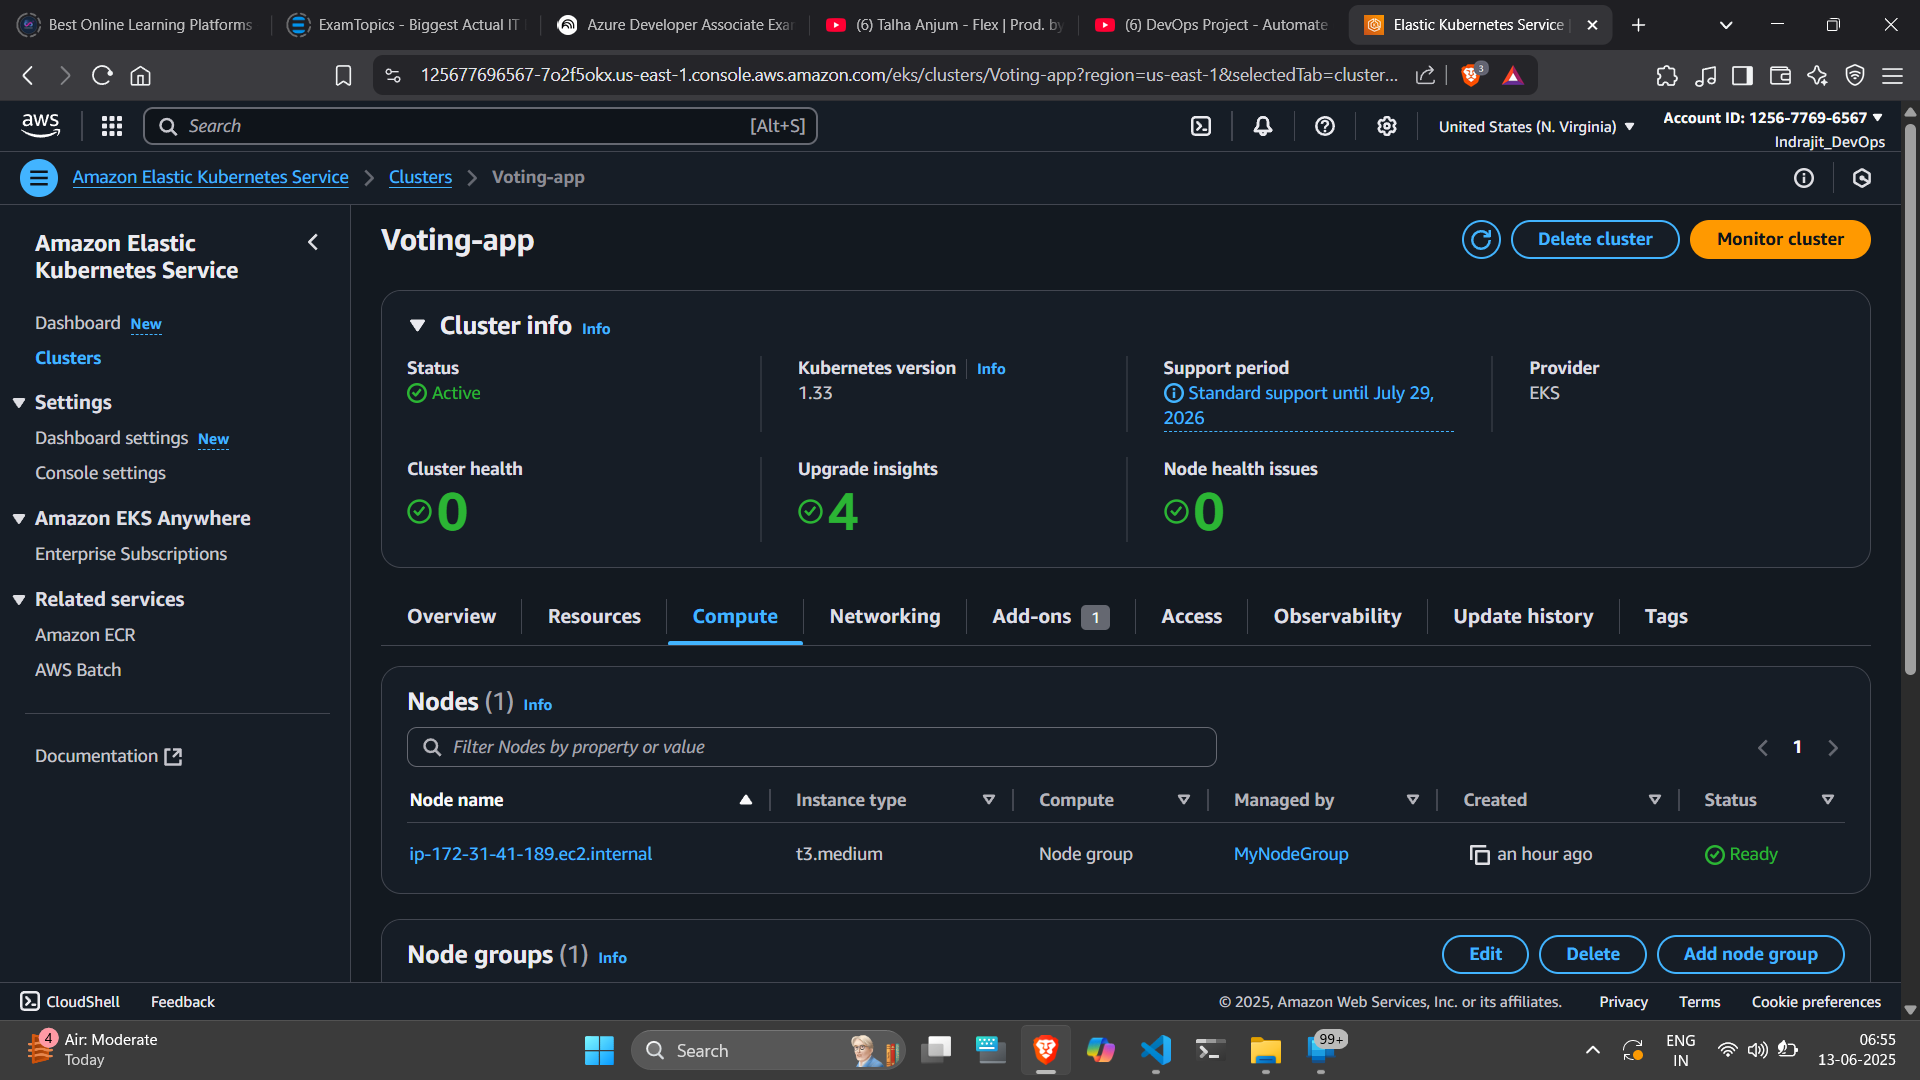 Best Online Learning Platforms
ExamTopics - Biggest Actual IT
Azure Developer Associate Exar
(6) Talha Anjum - Flex | Prod. by
(6) DevOps Project - Automate
Elastic Kubernetes Service |
125677696567-7o2f5okx.us-east-1.console.aws.amazon.com/eks/clusters/Voting-app?region=us-east-1&selectedTab=cluster...
3
aws
Search
[Alt+S]
United States (N. Virginia)
Account ID: 1256-7769-6567
Indrajit_DevOps
Amazon Elastic Kubernetes Service
Clusters
Voting-app
Amazon Elastic
Kubernetes Service
Dashboard New
Clusters
Settings
Dashboard settings New
Console settings
Amazon EKS Anywhere
Enterprise Subscriptions
Related services
Amazon ECR
AWS Batch
Documentation
Voting-app
Delete cluster
Monitor cluster
Cluster info Info
Status
Active
Kubernetes version Info
1.33
Support period
Standard support until July 29,
2026
Provider
EKS
Cluster health
0
Upgrade insights
4
Node health issues
0
Overview
Resources
Compute
Networking
Add-ons 1
Access
Observability
Update history
Tags
Nodes (1) Info
Filter Nodes by property or value
1
Node name
Instance type
Compute
Managed by
Created
Status
ip-172-31-41-189.ec2.internal
t3.medium
Node group
MyNodeGroup
an hour ago
Ready
Node groups (1) Info
Edit
Delete
Add node group
CloudShell
Feedback
© 2025, Amazon Web Services, Inc. or its affiliates.
Privacy
Terms
Cookie preferences
4
Air: Moderate
Today
Search
99+
ENG
IN
06:55
13-06-2025